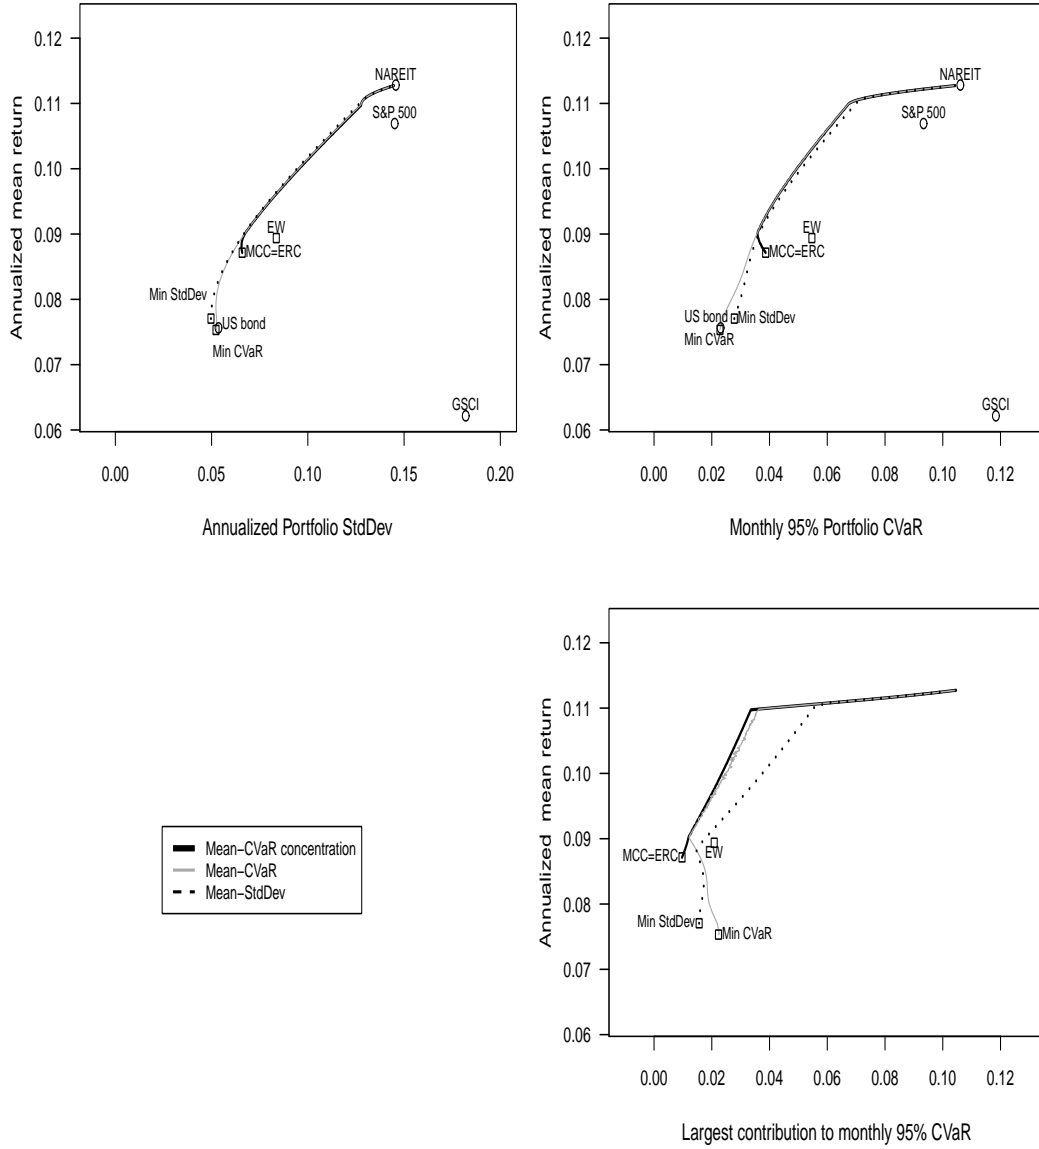 0.12
0.11
0.10
0.09
0.08
0.07
0.06
Annualized mean return
NAREIT
S&P 500
EW
MCC=ERC
Min StdDev
US bond
Min CVaR
GSCI
0.00 0.05 0.10 0.15 0.20
Annualized Portfolio StdDev
0.12
0.11
0.10
0.09
0.08
0.07
0.06
Annualized mean return
NAREIT
S&P 500
EW
MCC=ERC
US bond
Min StdDev
Min CVaR
GSCI
0.00 0.02 0.04 0.06 0.08 0.10 0.12
Monthly 95% Portfolio CVaR
Mean−CVaR concentration
Mean−CVaR
Mean−StdDev
0.12
0.11
0.10
0.09
0.08
0.07
0.06
Annualized mean return
MCC=ERC
EW
Min StdDev
Min CVaR
0.00 0.02 0.04 0.06 0.08 0.10 0.12
Largest contribution to monthly 95% CVaR